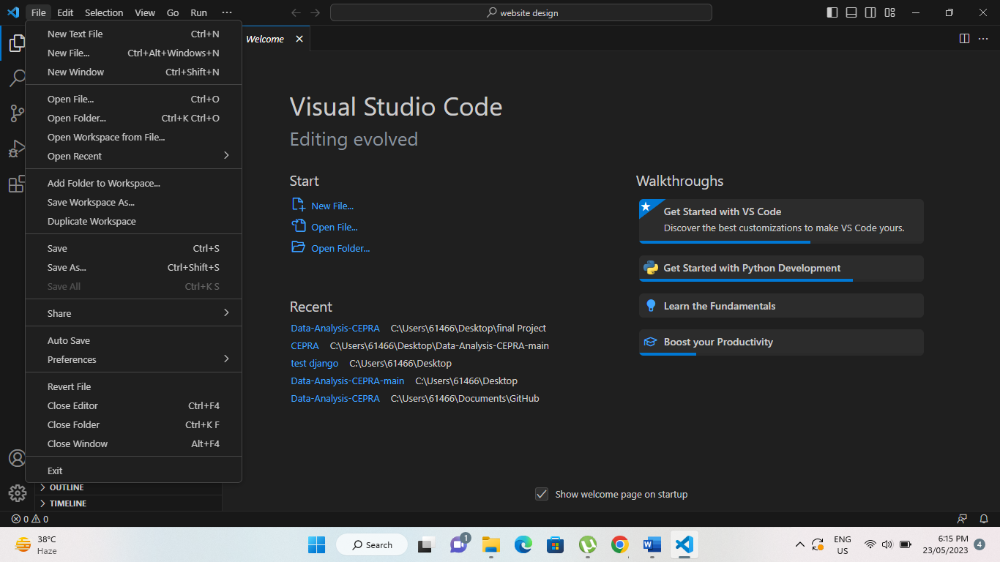 File Edit Selection View Go Run ···
website design
New Text File Ctrl+N
New File... Ctrl+Alt+Windows+N
New Window Ctrl+Shift+N
Open File... Ctrl+O
Open Folder... Ctrl+K Ctrl+O
Open Workspace from File...
Open Recent
Add Folder to Workspace...
Save Workspace As...
Duplicate Workspace
Save Ctrl+S
Save As... Ctrl+Shift+S
Save All Ctrl+K S
Share
Auto Save
Preferences
Revert File
Close Editor Ctrl+F4
Close Folder Ctrl+K F
Close Window Alt+F4
Exit
OUTLINE
TIMELINE
Welcome
Visual Studio Code
Editing evolved
Start
New File...
Open File...
Open Folder...
Recent
Data-Analysis-CEPRA C:\Users\61466\Desktop\final Project
CEPRA C:\Users\61466\Desktop\Data-Analysis-CEPRA-main
test django C:\Users\61466\Desktop
Data-Analysis-CEPRA-main C:\Users\61466\Desktop
Data-Analysis-CEPRA C:\Users\61466\Documents\GitHub
Walkthroughs
Get Started with VS Code
Discover the best customizations to make VS Code yours.
Get Started with Python Development
Learn the Fundamentals
Boost your Productivity
Show welcome page on startup
0 0
38°C
Haze
Search
1
ENG
US
6:15 PM
23/05/2023
4